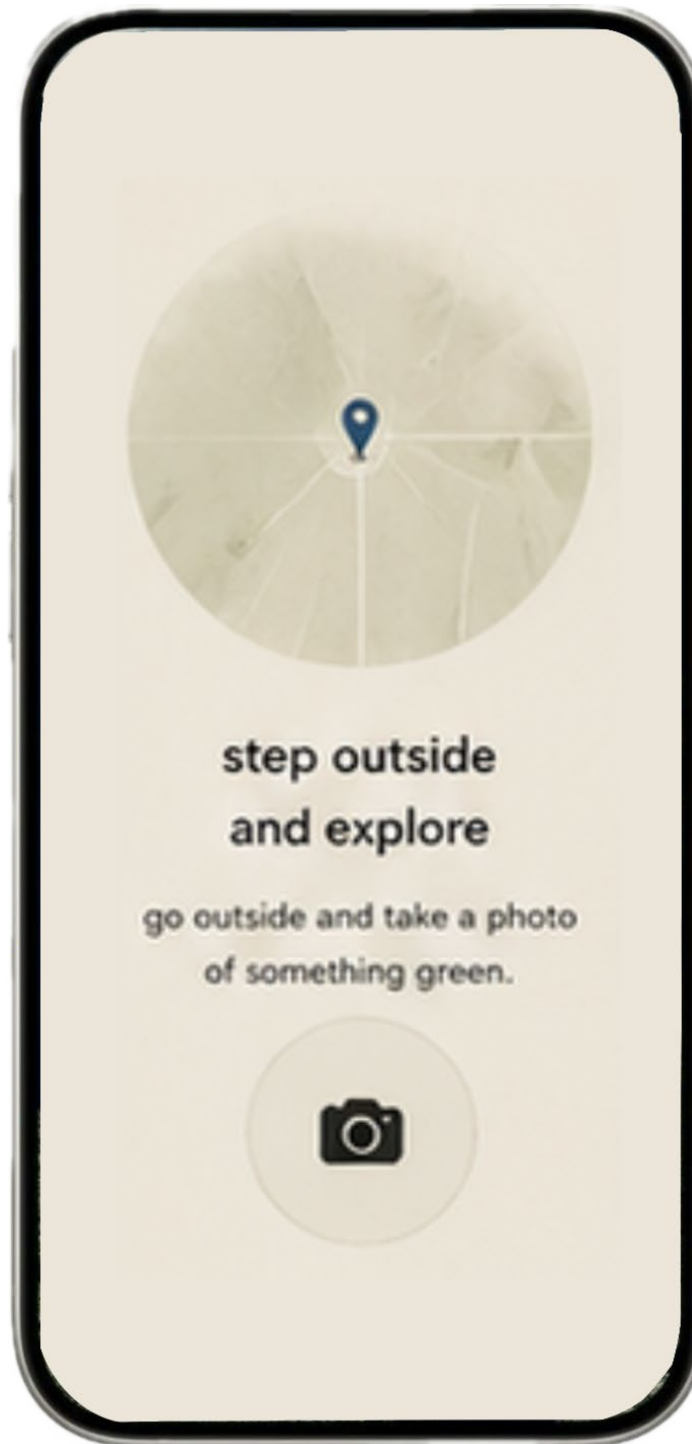 step outside
and explore
go outside and take a photo
of something green.